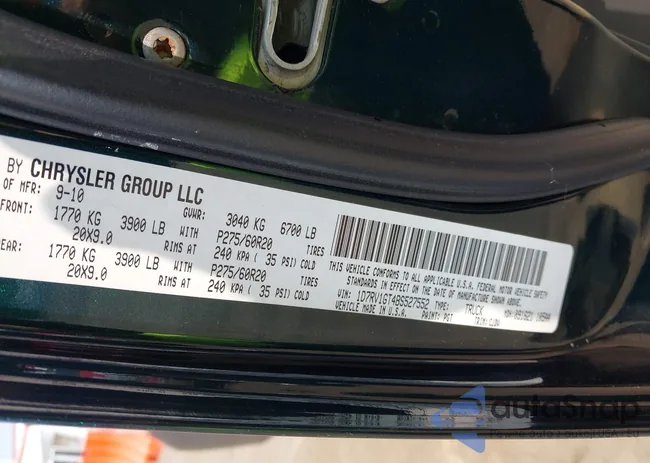 BY CHRYSLER GROUP LLC
OF MFR: 9-10 GVWR: 3040 KG 6700 LB
FRONT: 1770 KG 3900 LB WITH P275/60R20 TIRES
20X9.0 RIMS AT 240 KPA ( 35 PSI) COLD
EAR: 1770 KG 3900 LB WITH P275/60R20 TIRES
20X9.0 RIMS AT 240 KPA ( 35 PSI) COLD
THIS VEHICLE CONFORMS TO ALL APPLICABLE U.S.A. FEDERAL MOTOR VEHICLE SAFETY
STANDARDS IN EFFECT ON THE DATE OF MANUFACTURE SHOWN ABOVE.
VIN: 1D7RV1GT4BS527552 TYPE: TRUCK
VEHICLE MADE IN U.S.A. PAINT: PGT
autoSnap